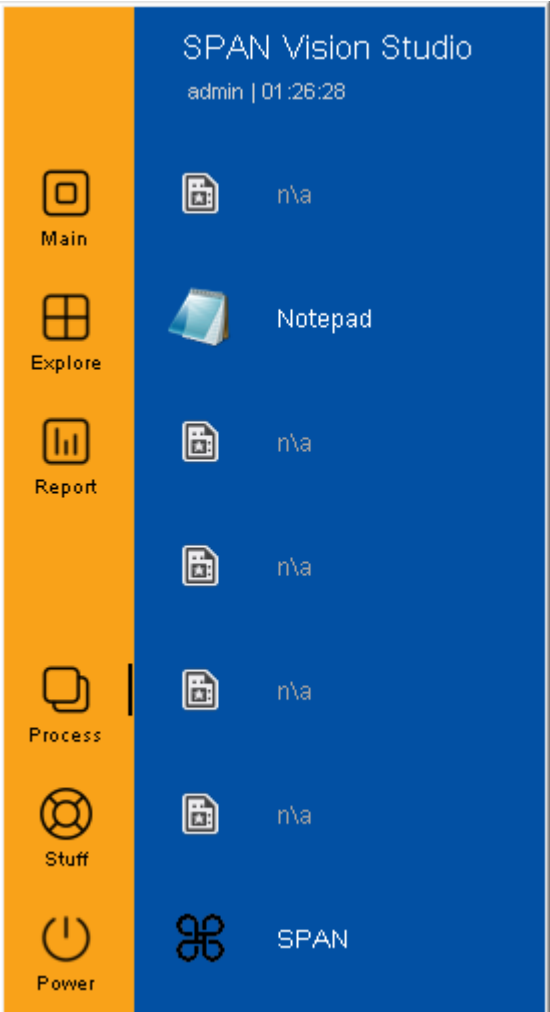 SPAN Vision Studio
admin | 01:26:28
Main
n\a
Explore
Notepad
Report
n\a
n\a
Process
n\a
Stuff
n\a
Power
SPAN